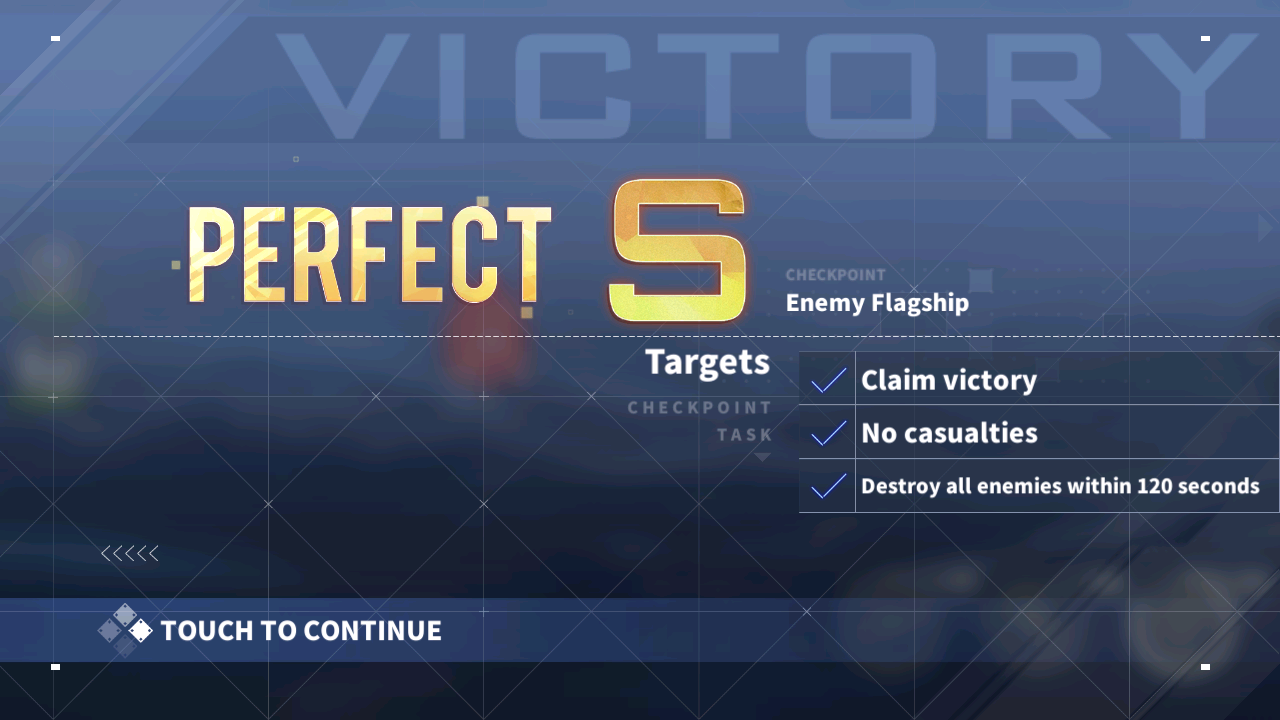 VICTORY
PERFECT S
CHECKPOINT
Enemy Flagship
Targets
CHECKPOINT
TASK
Claim victory
No casualties
Destroy all enemies within 120 seconds
TOUCH TO CONTINUE